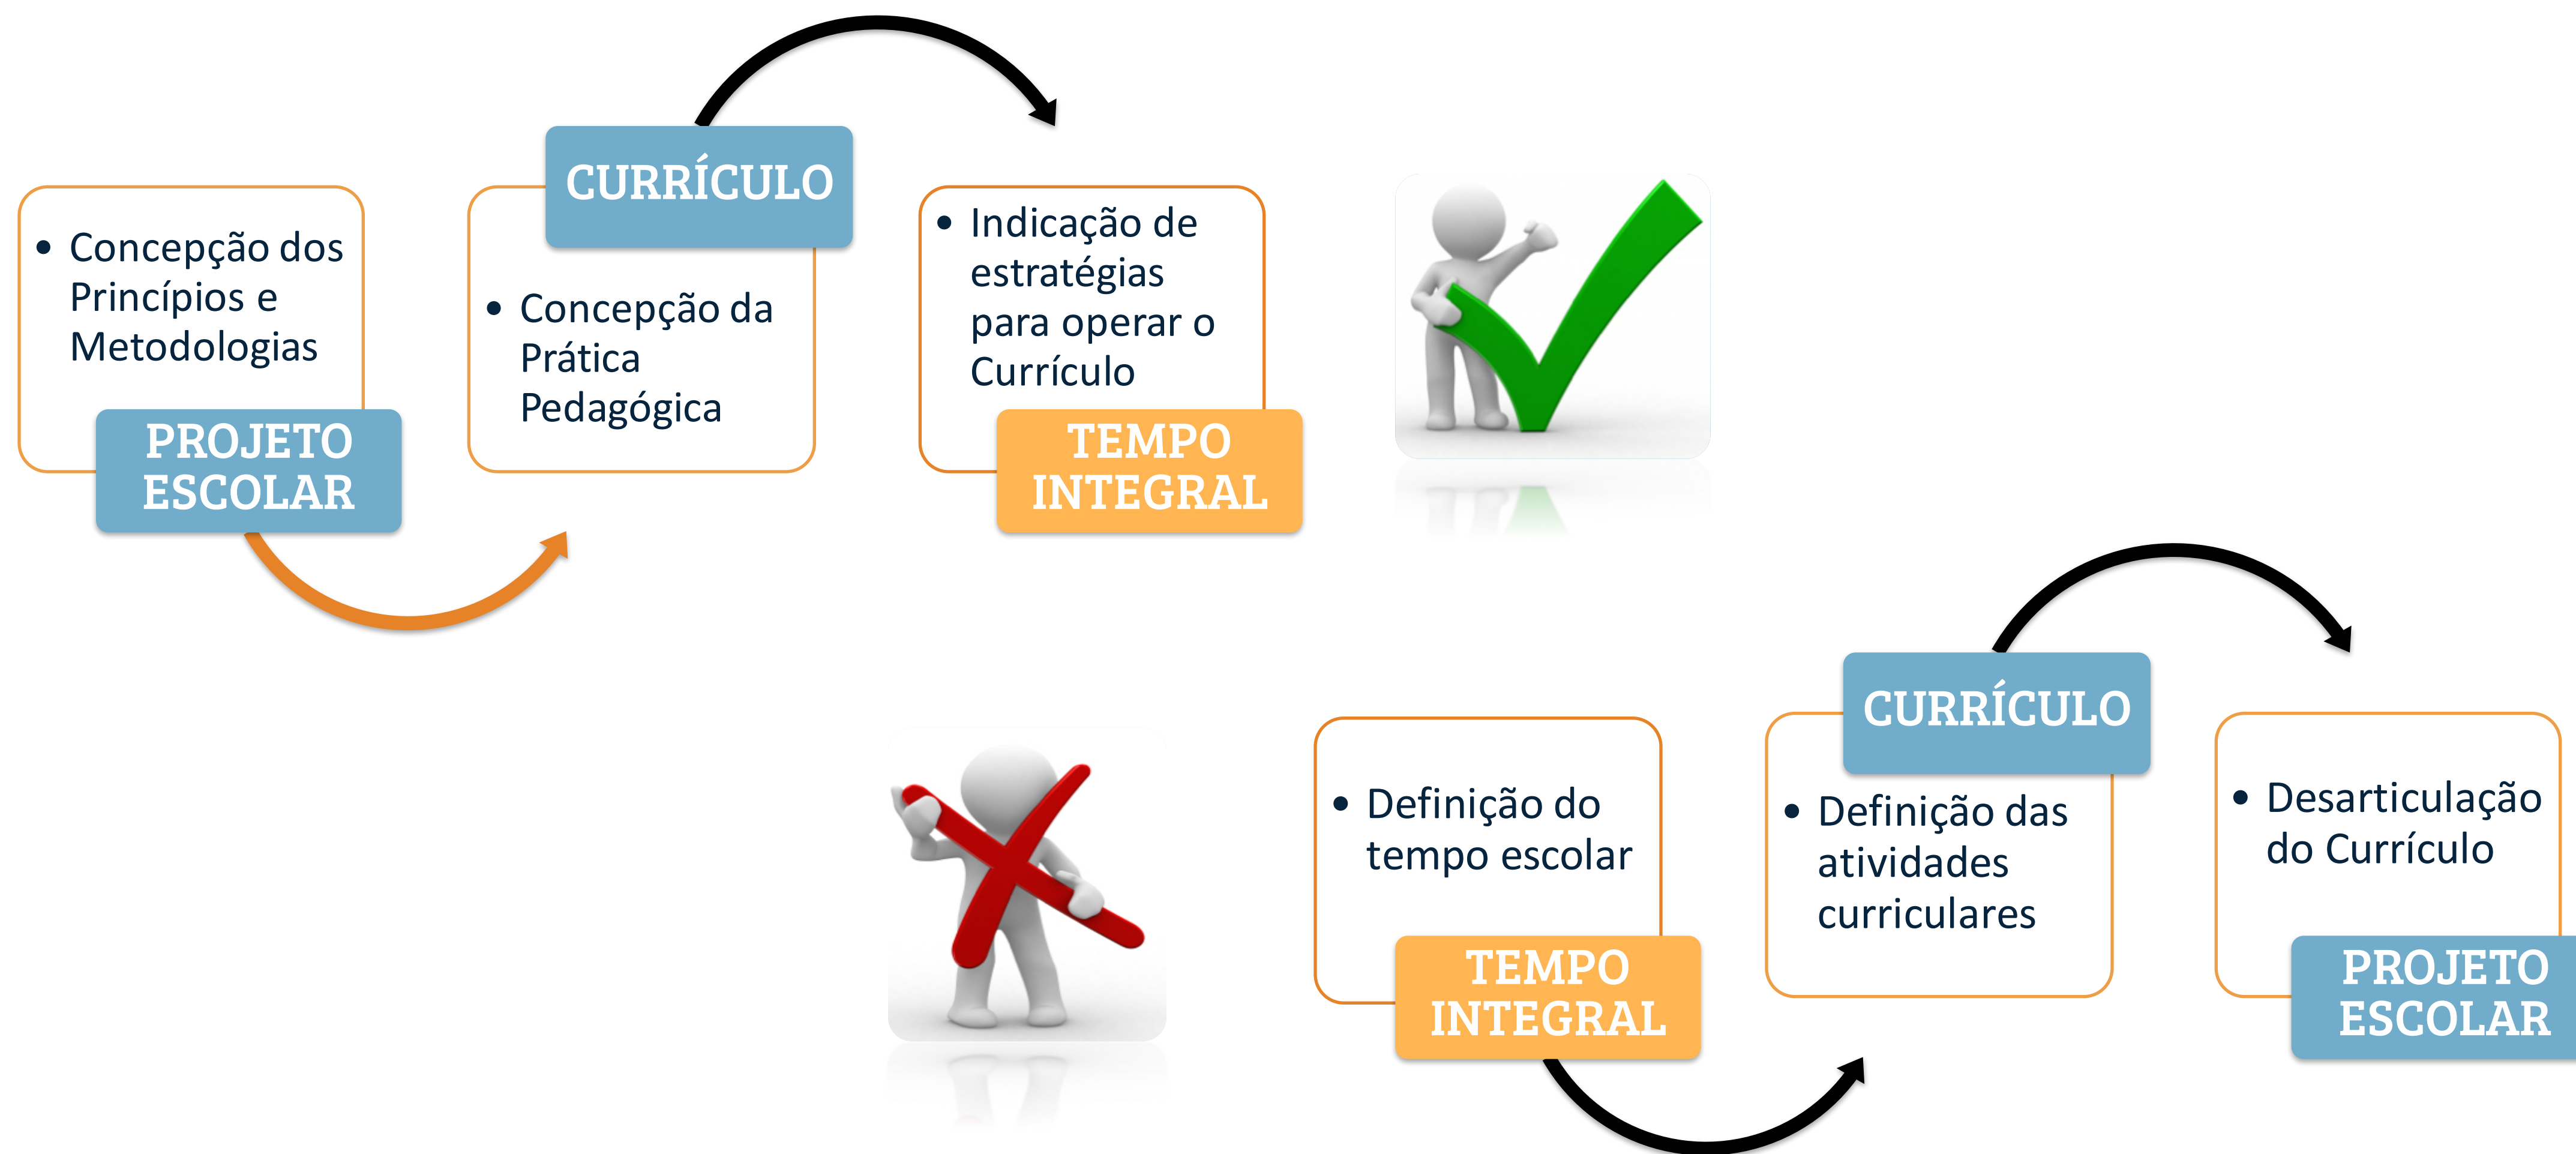 • Concepção dos
Princípios e
Metodologias
PROJETO
ESCOLAR
CURRÍCULO
• Concepção da
Prática
Pedagógica
• Indicação de
estratégias
para operar o
Currículo
TEMPO
INTEGRAL
• Definição do
tempo escolar
TEMPO
INTEGRAL
CURRÍCULO
• Definição das
atividades
curriculares
• Desarticulação
do Currículo
PROJETO
ESCOLAR